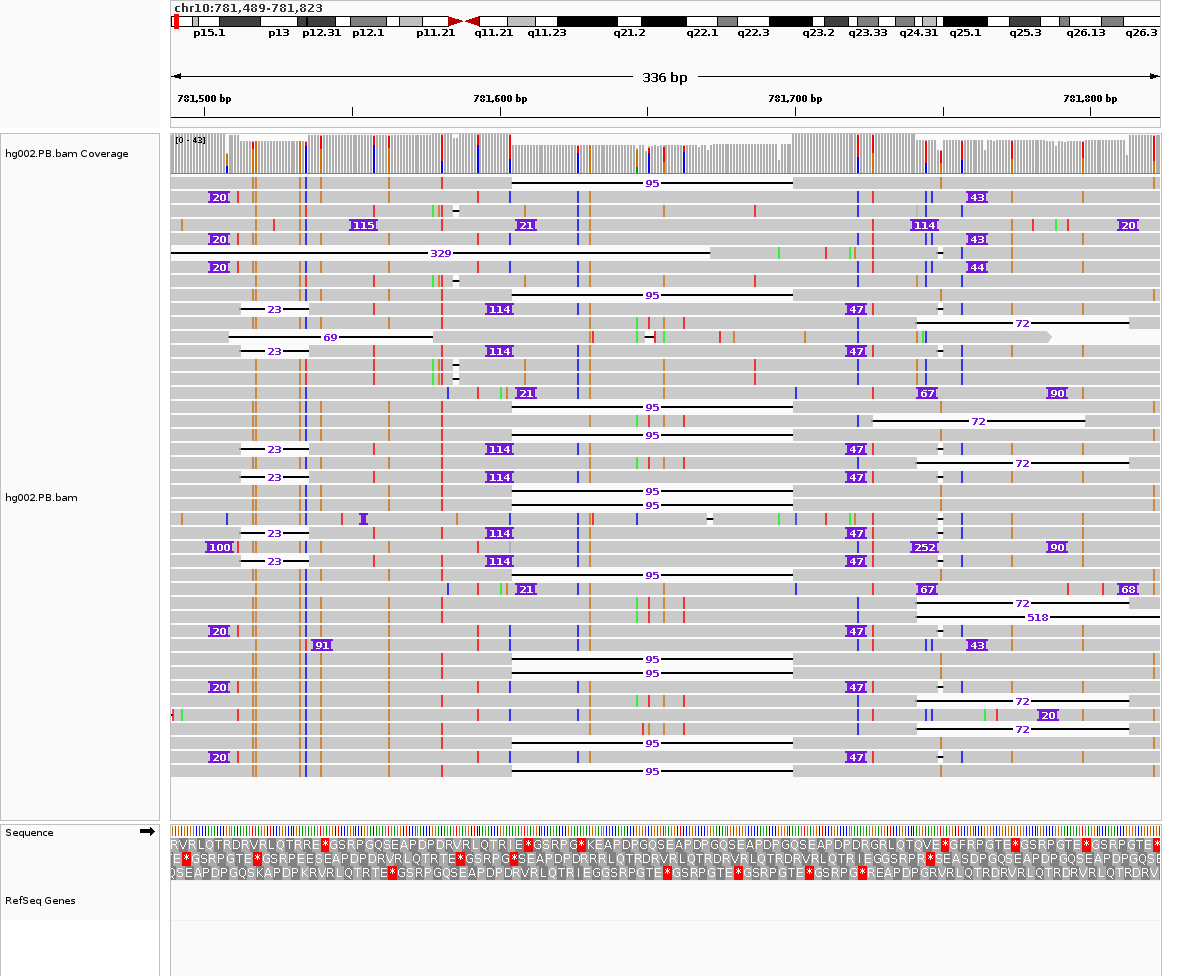 chr10:781,489-781,823
p15.1 p13 p12.31 p12.1 p11.21 q11.21 q11.23 q21.2 q22.1 q22.3 q23.2 q23.33 q24.31 q25.1 q25.3 q26.13 q26.3
336 bp
781,500 bp 781,600 bp 781,700 bp 781,800 bp
hg002.PB.bam Coverage
[0 - 43]
95
20 43
115 21 114 20
20 43
329
20 44
95
23 114 47
72
69
23 114 47
21 67 90
95
72
95
23 114 47
72
23 114 47
95
hg002.PB.bam
95
I
23 114 47
100 252 90
23 114 47
95
21 67 68
72
518
20 47
91 43
95
95
20 47
72
20
72
95
20 47
95
Sequence
RefSeq Genes